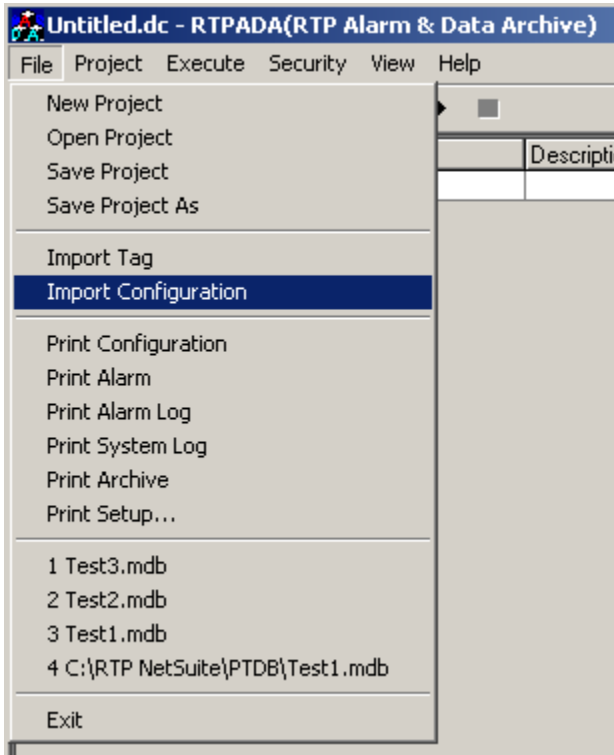 Untitled.dc - RTPADA(RTP Alarm & Data Archive)
File Project Execute Security View Help
New Project
Open Project
Save Project
Save Project As
Descripti
Import Tag
Import Configuration
Print Configuration
Print Alarm
Print Alarm Log
Print System Log
Print Archive
Print Setup...
1 Test3.mdb
2 Test2.mdb
3 Test1.mdb
4 C:\RTP NetSuite\PTDB\Test1.mdb
Exit